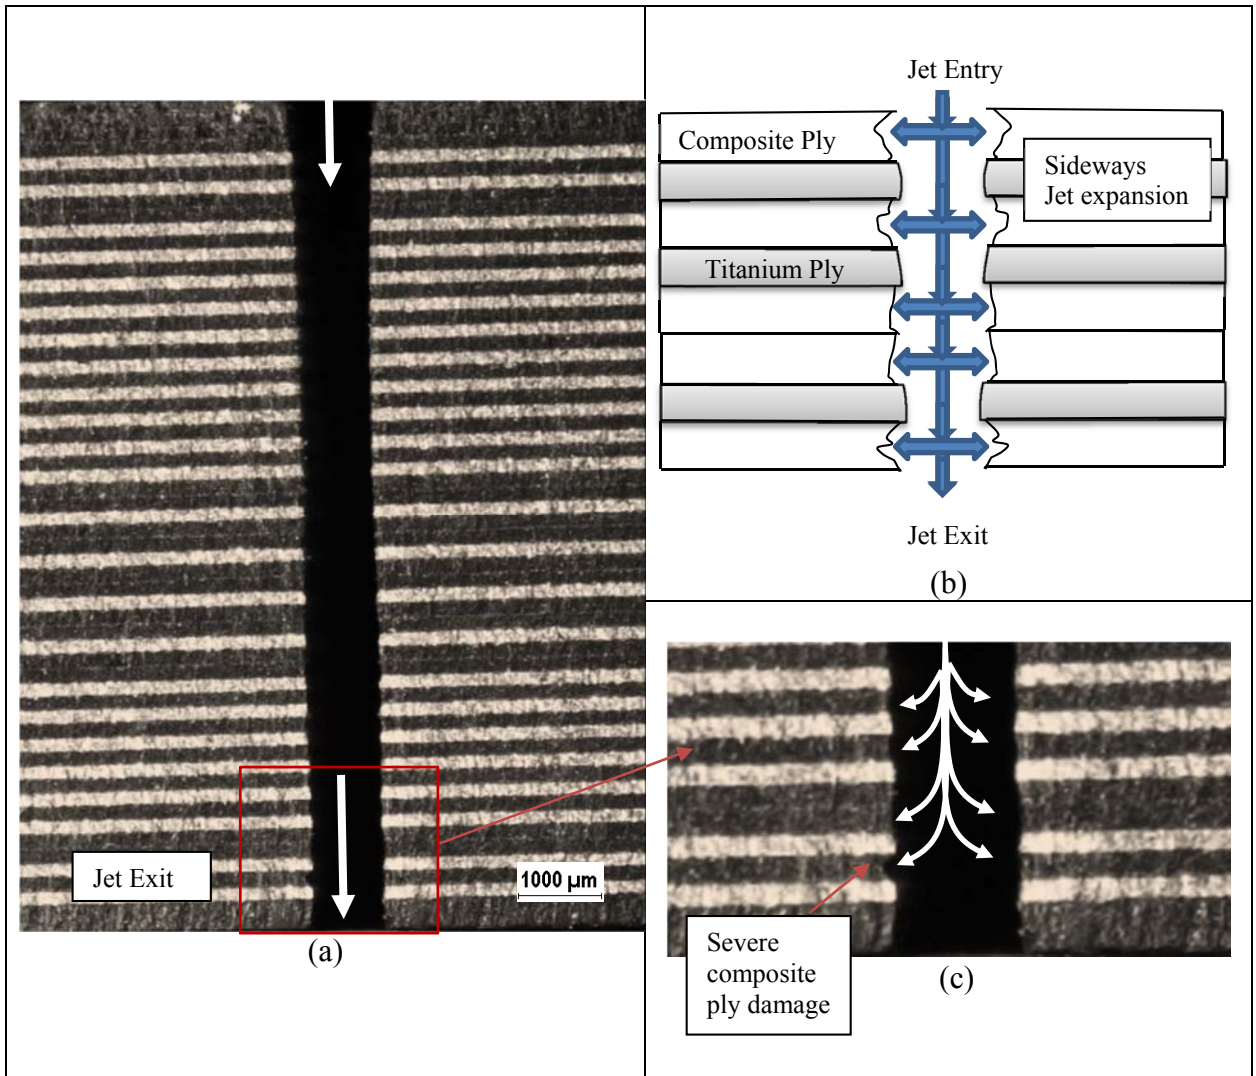 Jet Exit
1000 µm
(a)
Jet Entry
Composite Ply
Sideways
Jet expansion
Titanium Ply
Jet Exit
(b)
Severe
composite
ply damage
(c)